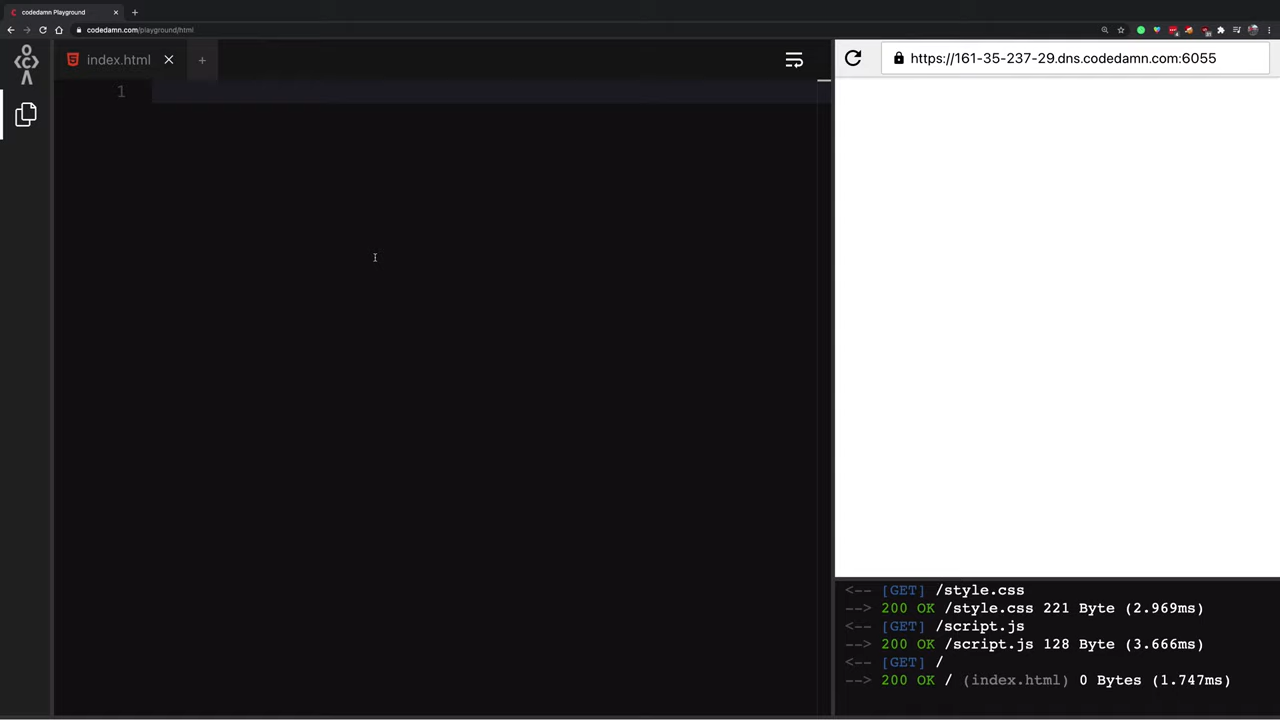 codedamn Playground
codedamn.com/playground/html
index.html
https://161-35-237-29.dns.codedamn.com:6055
1
<-- [GET] /style.css
--> 200 OK /style.css 221 Byte (2.969ms)
<-- [GET] /script.js
--> 200 OK /script.js 128 Byte (3.666ms)
<-- [GET] /
--> 200 OK / (index.html) 0 Bytes (1.747ms)